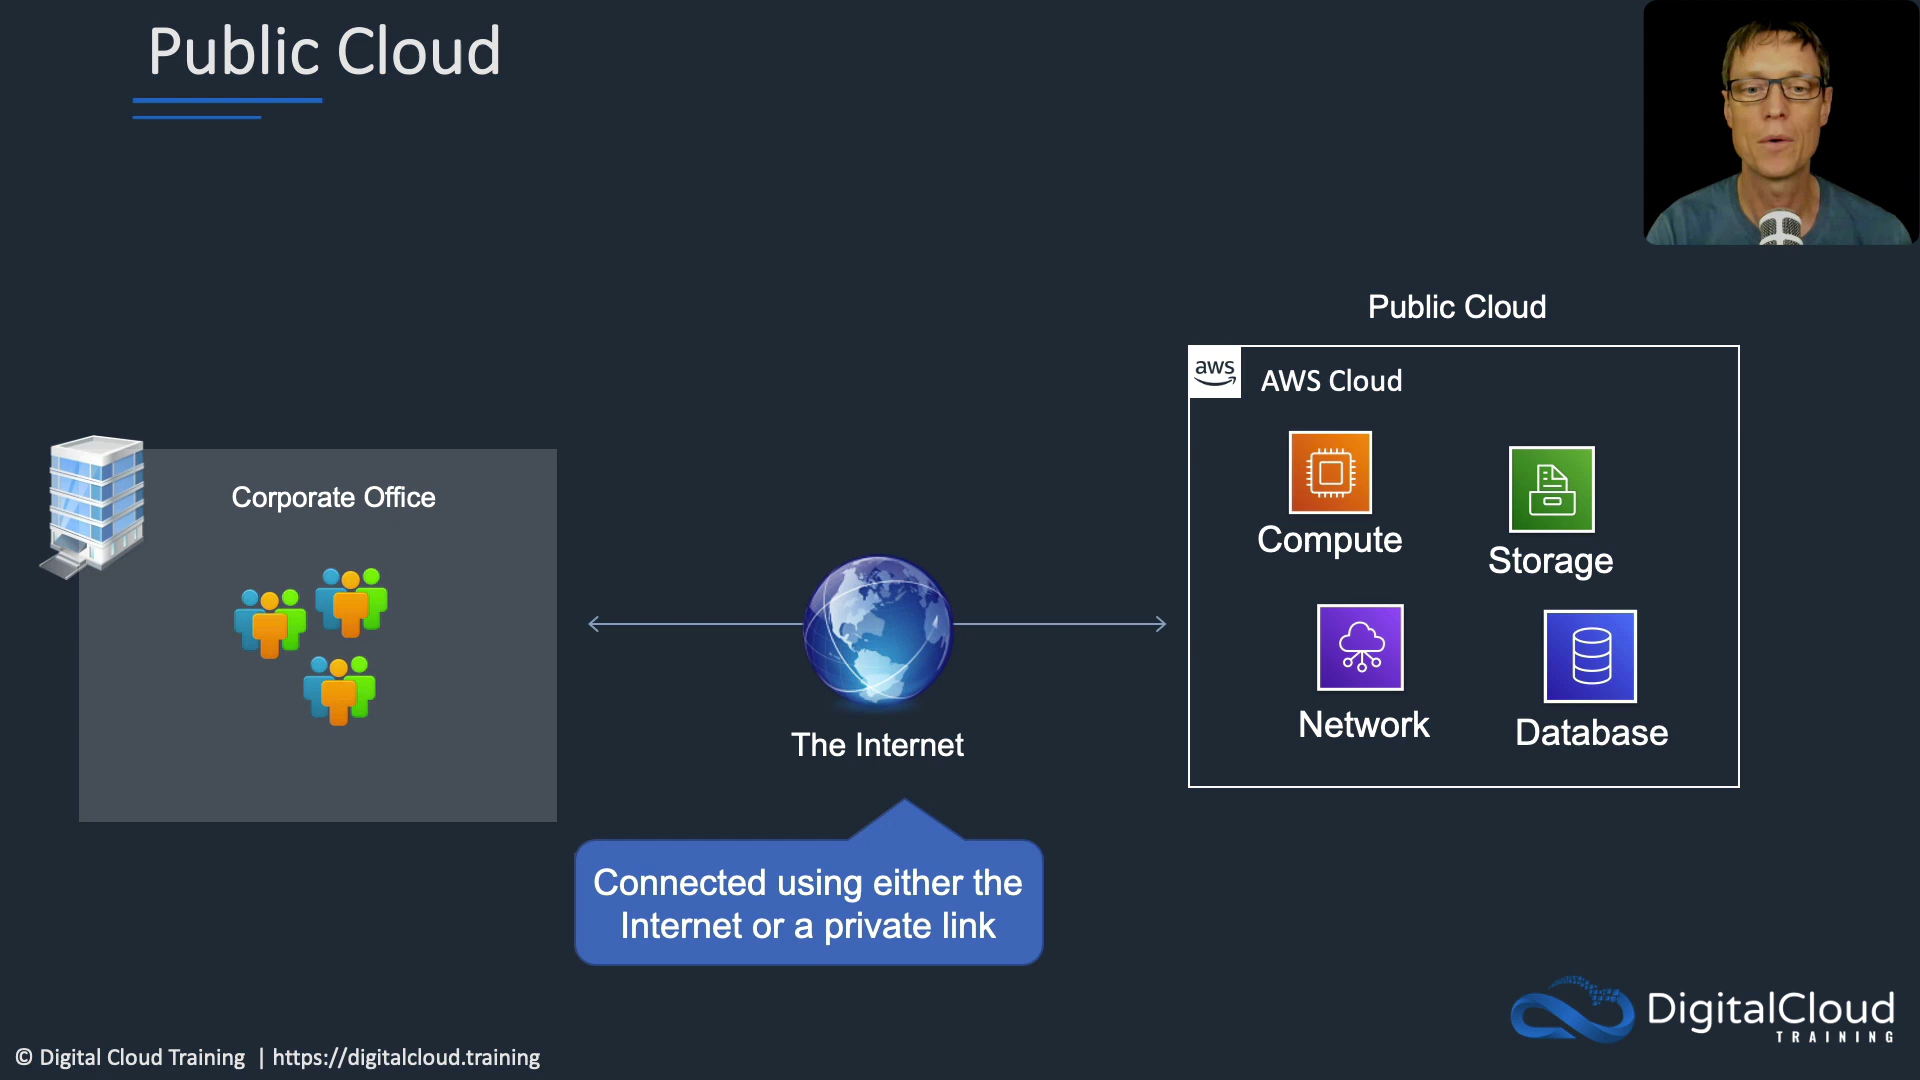 Public Cloud
Public Cloud
aws
AWS Cloud
Corporate Office
Compute
Storage
Network
Database
The Internet
Connected using either the
Internet or a private link
DigitalCloud
TRAINING
© Digital Cloud Training | https://digitalcloud.training